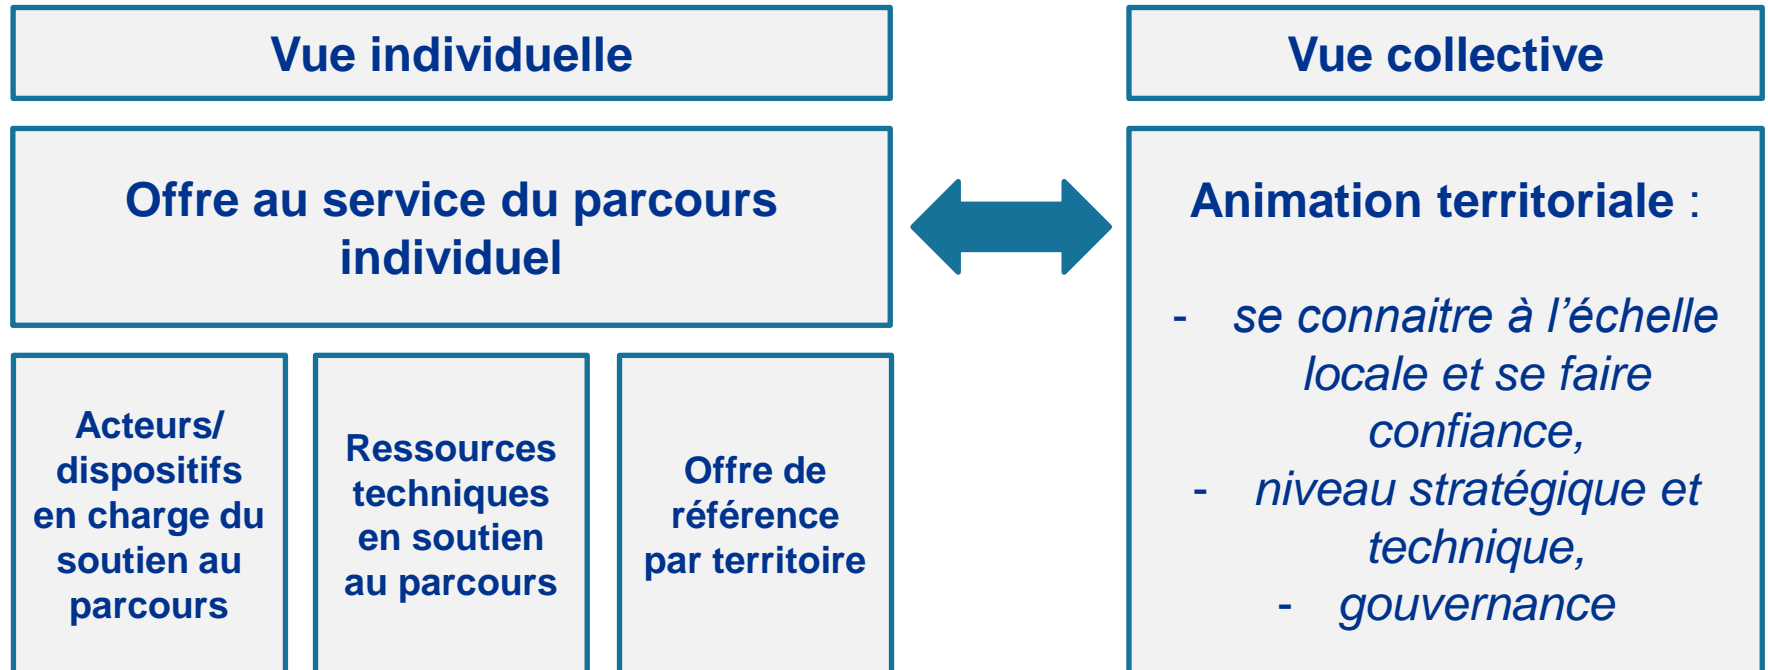 Vue individuelle
Offre au service du parcours
individuel
Acteurs/
dispositifs
en charge du
soutien au
parcours
Ressources
techniques
en soutien
au parcours
Offre de
référence
par territoire
Vue collective
Animation territoriale :
- se connaitre à l’échelle
locale et se faire
confiance,
- niveau stratégique et
technique,
- gouvernance